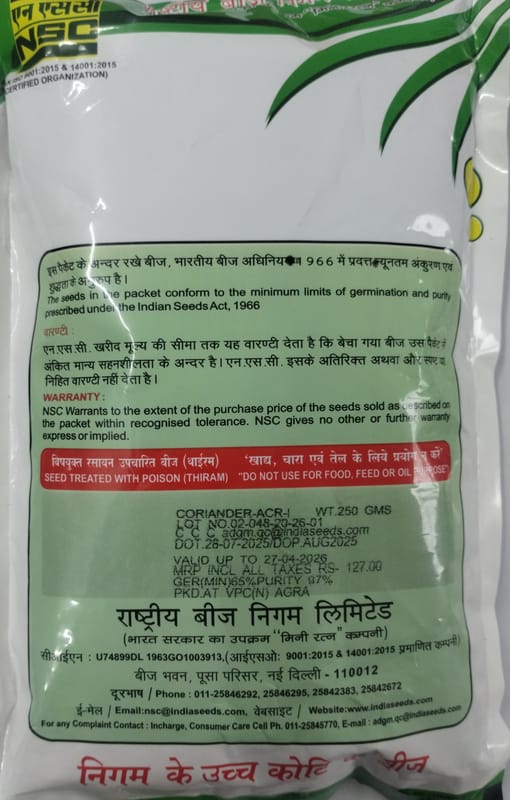 एन एस सी
NSC
9001:2015 & 14001:2015
CERTIFIED ORGANIZATION)
इस पैकेट के अन्दर रखे बीज, भारतीय बीज 966 में प्रदत्त न्यूनतम अंकुरण एवं
शुद्धता के अनुरूप है।
The seeds in the packet conform to the minimum limits of germination and purity
prescribed under the Indian Seeds Act, 1966
वारण्टी :
एन.एस.सी. खरीद मूल्य की सीमा तक यह वारण्टी देता है कि बेचा गया बीज उस पैकेट में
अंकित मान्य सहनशीलता के अन्दर है। एन.एस.सी. इसके अतिरिक्त अथवा और स्पष्ट या
निहित वारण्टी नहीं देता है।
WARRANTY:
NSC Warrants to the extent of the purchase price of the seeds sold as described on
the packet within recognised tolerance. NSC gives no other or further warranty
express or implied.
विषयुक्त रसायन उपचारित बीज (थाईरम) 'खाद्य, चारा एवं तेल के लिये प्रयोग न करें'
SEED TREATED WITH POISON (THIRAM) "DO NOT USE FOR FOOD, FEED OR OIL PURPOSE"
CORIANDER-ACR-I WT.250 GMS
LOT NO.02-048-20-26-01
C C C adgm.qc@indiaseeds.com
DOT.28-07-2025/DOP.AUG2025
VALID UP TO 27-04-2026
MRP INCL ALL TAXES RS- 127.00
GER(MIN)65%PURITY 97%
PKD.AT VPC(N) AGRA
राष्ट्रीय बीज निगम लिमिटेड
(भारत सरकार का उपक्रम "मिनी रत्न" कम्पनी)
सीआईएन : U74899DL 1963GO1003913, (आईएसओ: 9001:2015 & 14001:2015 प्रमाणित कम्पनी)
बीज भवन, पूसा परिसर, नई दिल्ली - 110012
दूरभाष / Phone : 011-25846292, 25846295, 25842383, 25842672
ई-मेल / Email:nsc@indiaseeds.com, वेबसाइट / Website:www.indiaseeds.com
For any Complaint Contact : Incharge, Consumer Care Cell Ph. 011-25845770, E-mail : adgm.qc@indiaseeds.com
निगम के उच्च कोटि बीज